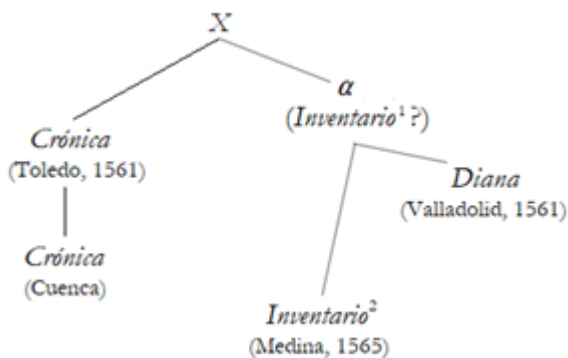 X
α
(Inventario¹ ?)
Crónica
(Toledo, 1561)
Diana
(Valladolid, 1561)
Crónica
(Cuenca)
Inventario²
(Medina, 1565)